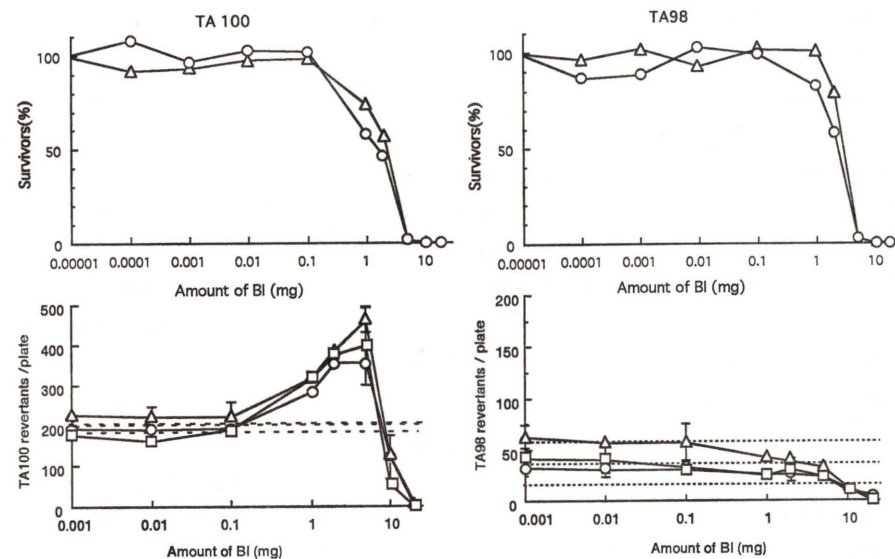 TA 100
100
50
0
Survivors(%)
0.00001 0.0001 0.001 0.01 0.1 1 10
Amount of BI (mg)
TA98
100
50
0
Survivors(%)
0.00001 0.0001 0.001 0.01 0.1 1 10
Amount of BI (mg)
500
400
300
200
100
0
TA100 revertants /plate
0.001 0.01 0.1 1 10
Amount of BI (mg)
200
150
100
50
0
TA98 revertants / plate
0.001 0.01 0.1 1 10
Amount of BI (mg)